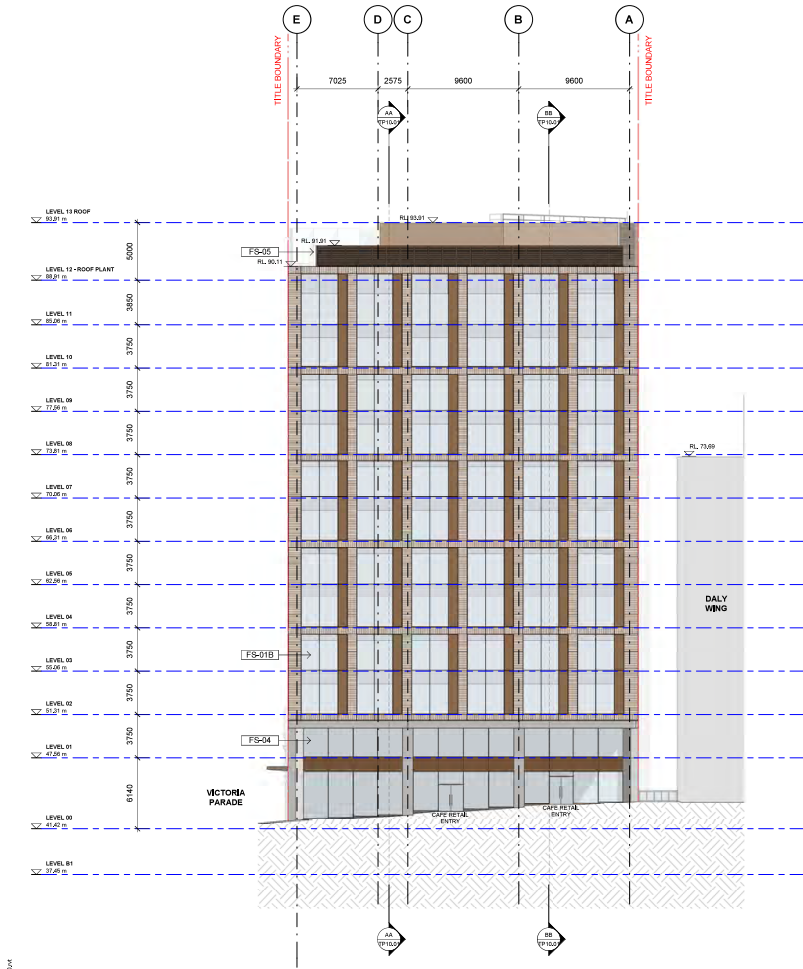 E D C B A
TITLE BOUNDARY
TITLE BOUNDARY
7025 2575 9600 9600
AA
TP10.01
BB
TP10.01
LEVEL 13 ROOF
93.91 m
RL. 93.91
RL. 91.91
5000
FS-05
RL. 90.11
LEVEL 12 - ROOF PLANT
88.91 m
3850
LEVEL 11
85.06 m
3750
LEVEL 10
81.31 m
3750
LEVEL 09
77.56 m
3750
LEVEL 08
73.81 m
RL. 73.69
3750
LEVEL 07
70.06 m
3750
LEVEL 06
66.31 m
3750
LEVEL 05
62.56 m
3750
DALY
WING
LEVEL 04
58.81 m
3750
FS-01B
LEVEL 03
55.06 m
3750
LEVEL 02
51.31 m
3750
FS-04
LEVEL 01
47.56 m
6140
VICTORIA
PARADE
CAFE RETAIL
ENTRY
CAFE RETAIL
ENTRY
LEVEL 00
41.42 m
LEVEL B1
37.45 m
AA
TP10.01
BB
TP10.01